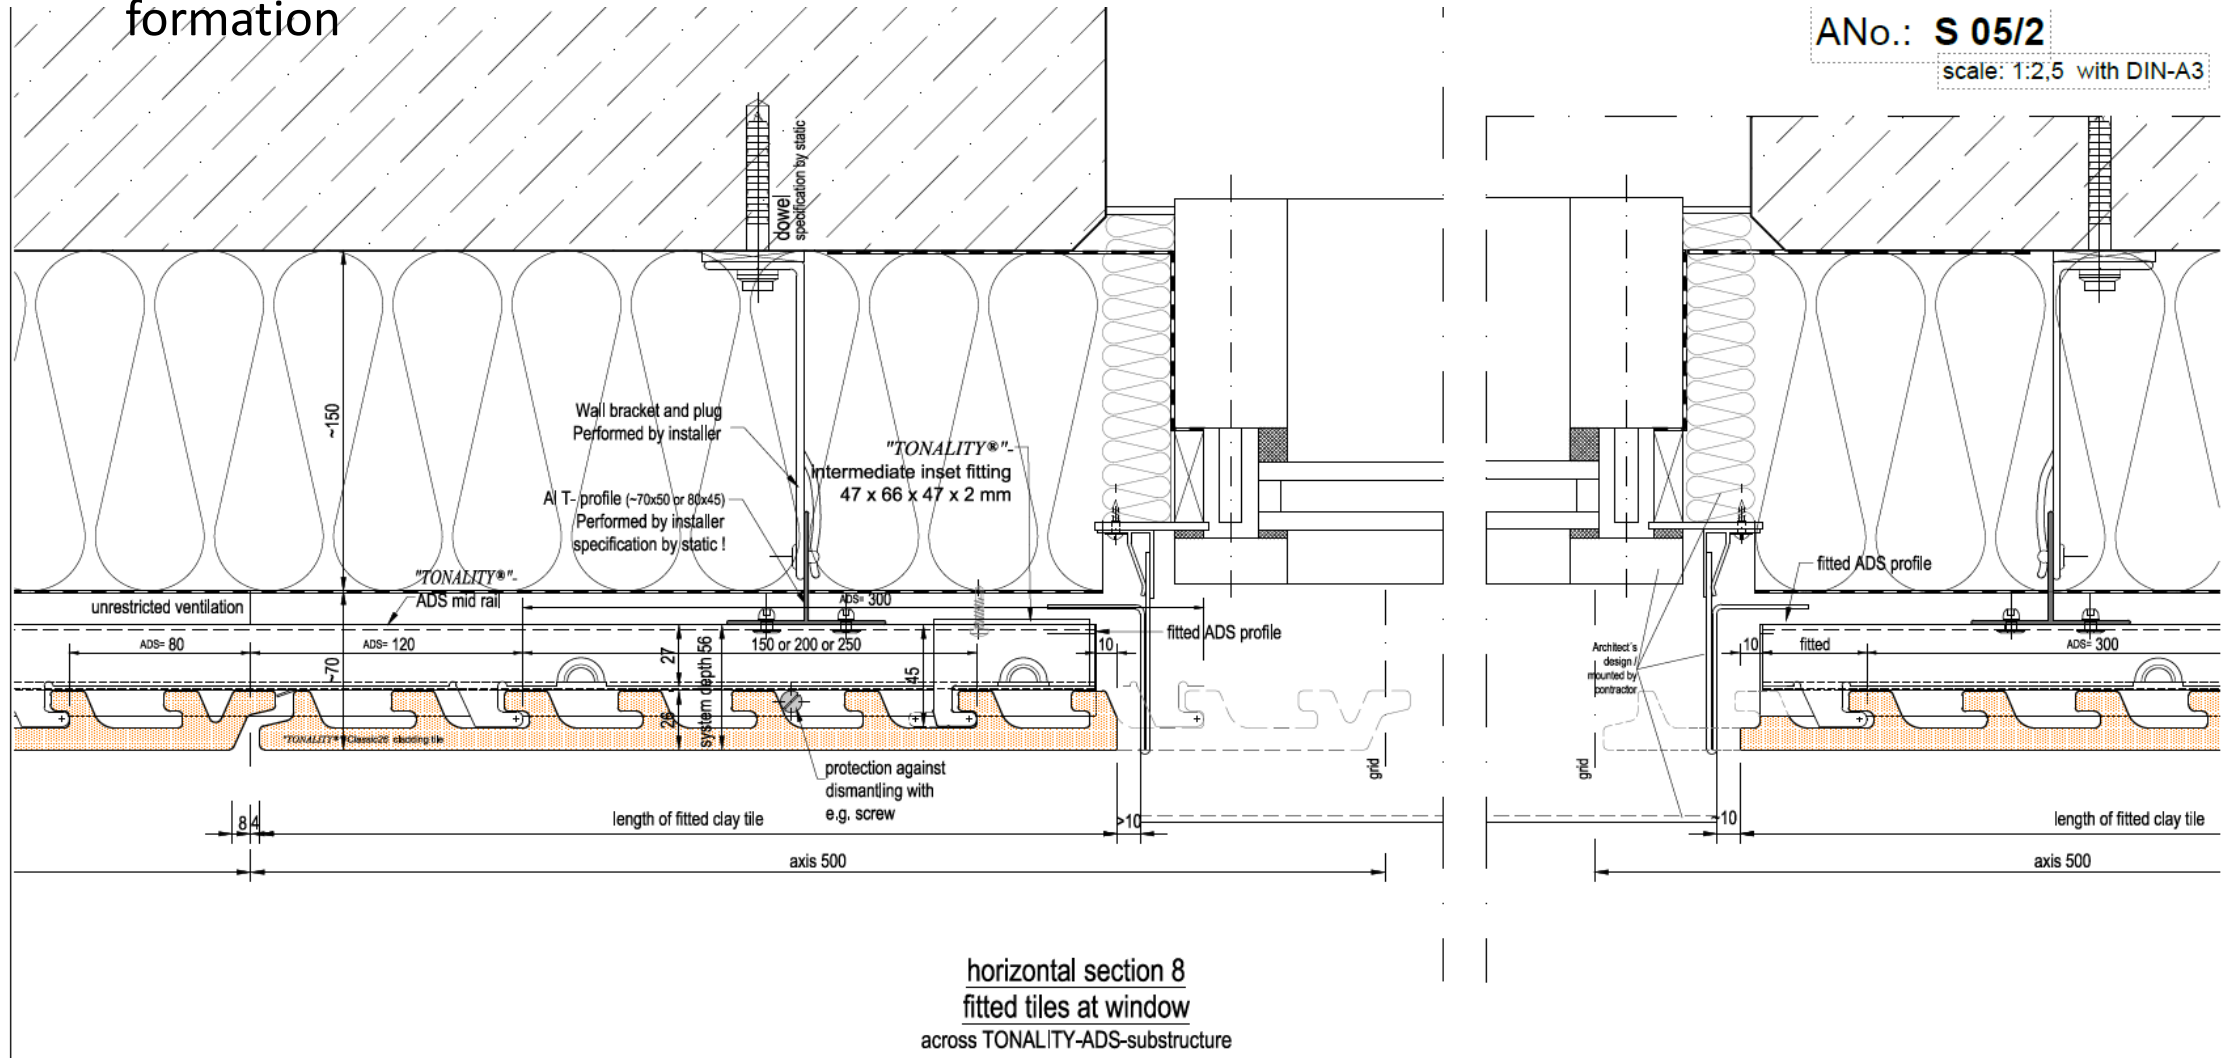 formation
ANo.: S 05/2
scale: 1:2,5 with DIN-A3
dowel
specification by static
~150
Wall bracket and plug
Performed by installer
"TONALITY®"-
intermediate inset fitting
47 x 66 x 47 x 2 mm
Al T- profile (~70x50 or 80x45)
Performed by installer
specification by static !
"TONALITY®"-
ADS mid rail
unrestricted ventilation
ADS= 300
fitted ADS profile
fitted ADS profile
ADS= 80
ADS= 120
150 or 200 or 250
10
10
fitted
ADS= 300
~70
27
26
system depth 56
45
Architect's
design /
mounted by
contractor
"TONALITY®" Classic26 cladding tile
protection against
dismantling with
e.g. screw
grid
grid
8
4
length of fitted clay tile
>10
~10
length of fitted clay tile
axis 500
axis 500
horizontal section 8
fitted tiles at window
across TONALITY-ADS-substructure